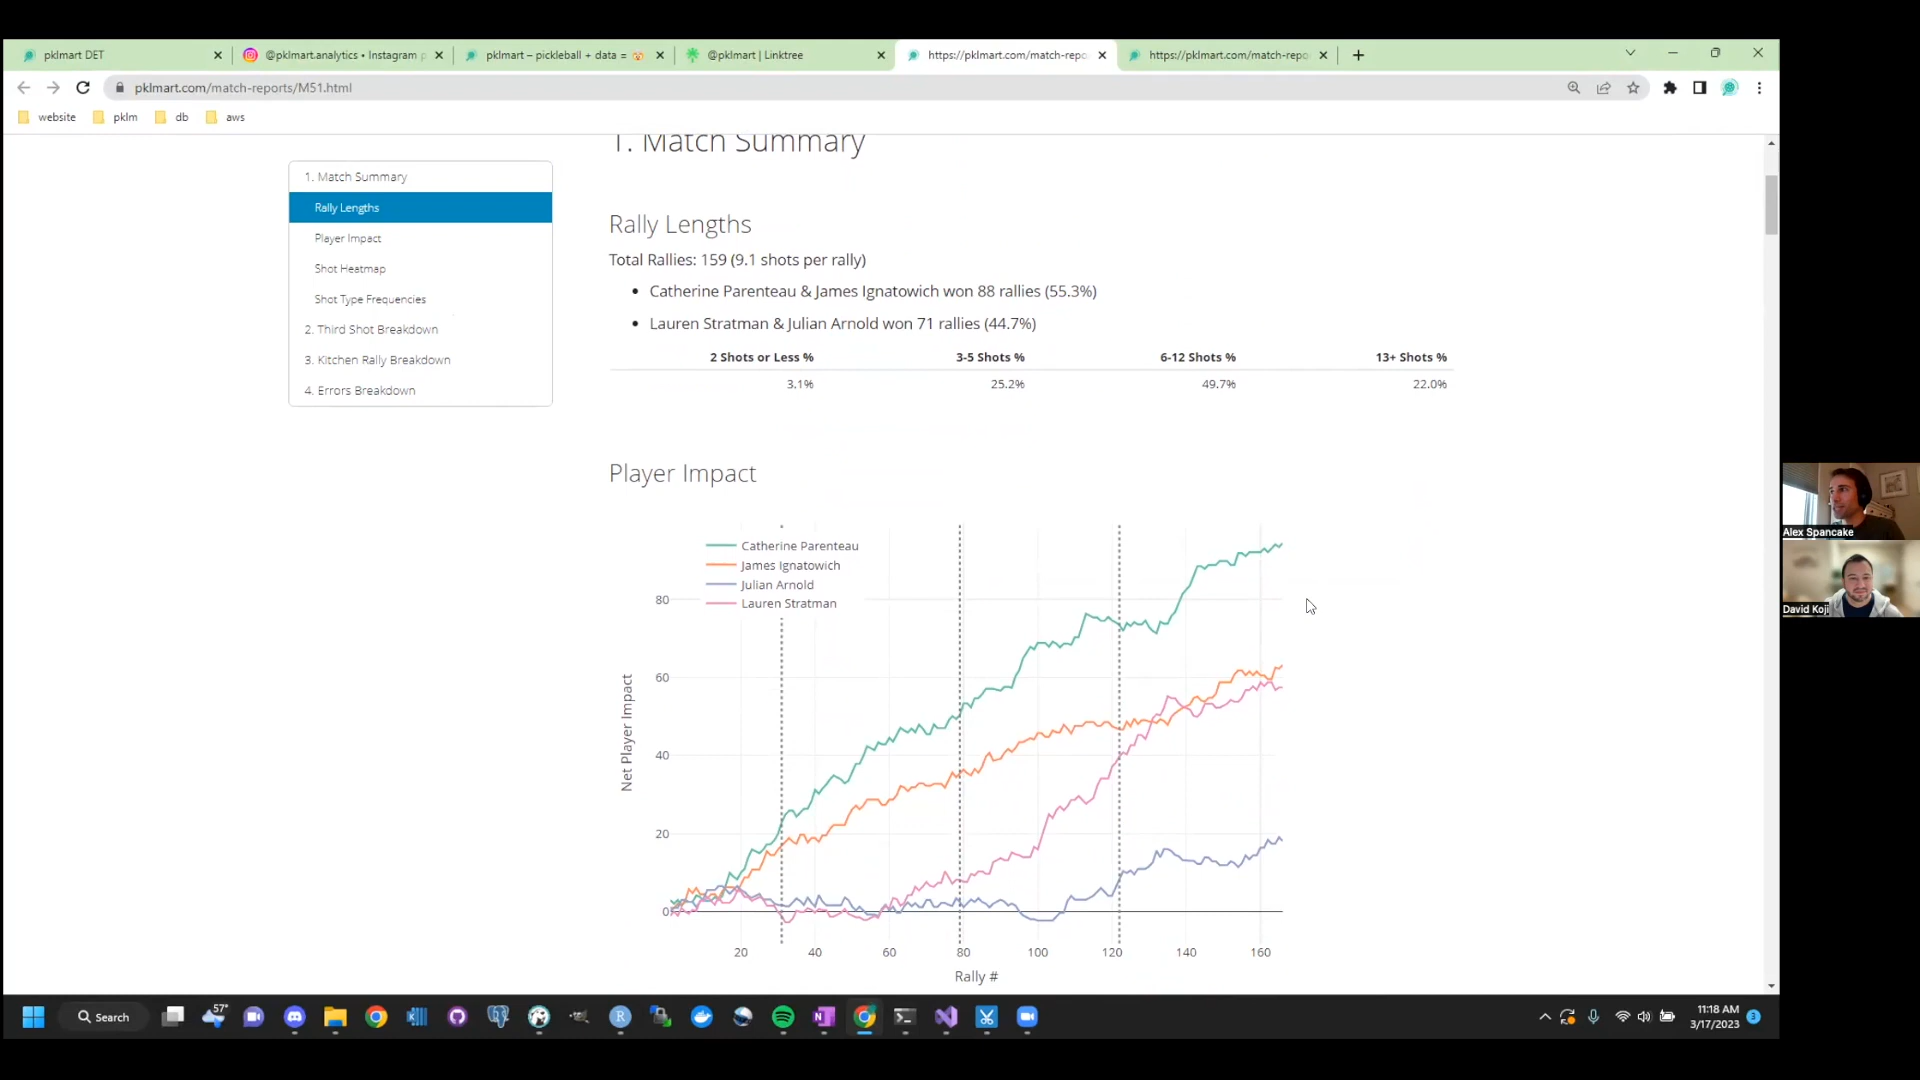 pklmart DET
@pklmart.analytics • Instagram p
pklmart – pickleball + data =
@pklmart | Linktree
https://pklmart.com/match-repo
https://pklmart.com/match-repo
pklmart.com/match-reports/M51.html
website
pklm
db
aws
1. Match Summary
1. Match Summary
Rally Lengths
Player Impact
Shot Heatmap
Shot Type Frequencies
2. Third Shot Breakdown
3. Kitchen Rally Breakdown
4. Errors Breakdown
Rally Lengths
Total Rallies: 159 (9.1 shots per rally)
• Catherine Parenteau & James Ignatowich won 88 rallies (55.3%)
• Lauren Stratman & Julian Arnold won 71 rallies (44.7%)
2 Shots or Less % 3-5 Shots % 6-12 Shots % 13+ Shots %
3.1% 25.2% 49.7% 22.0%
Player Impact
Catherine Parenteau
James Ignatowich
Julian Arnold
Lauren Stratman
80
60
40
20
0
Net Player Impact
20 40 60 80 100 120 140 160
Rally #
Alex Spancake
David Koji
57°
Search
11:18 AM
3/17/2023
3